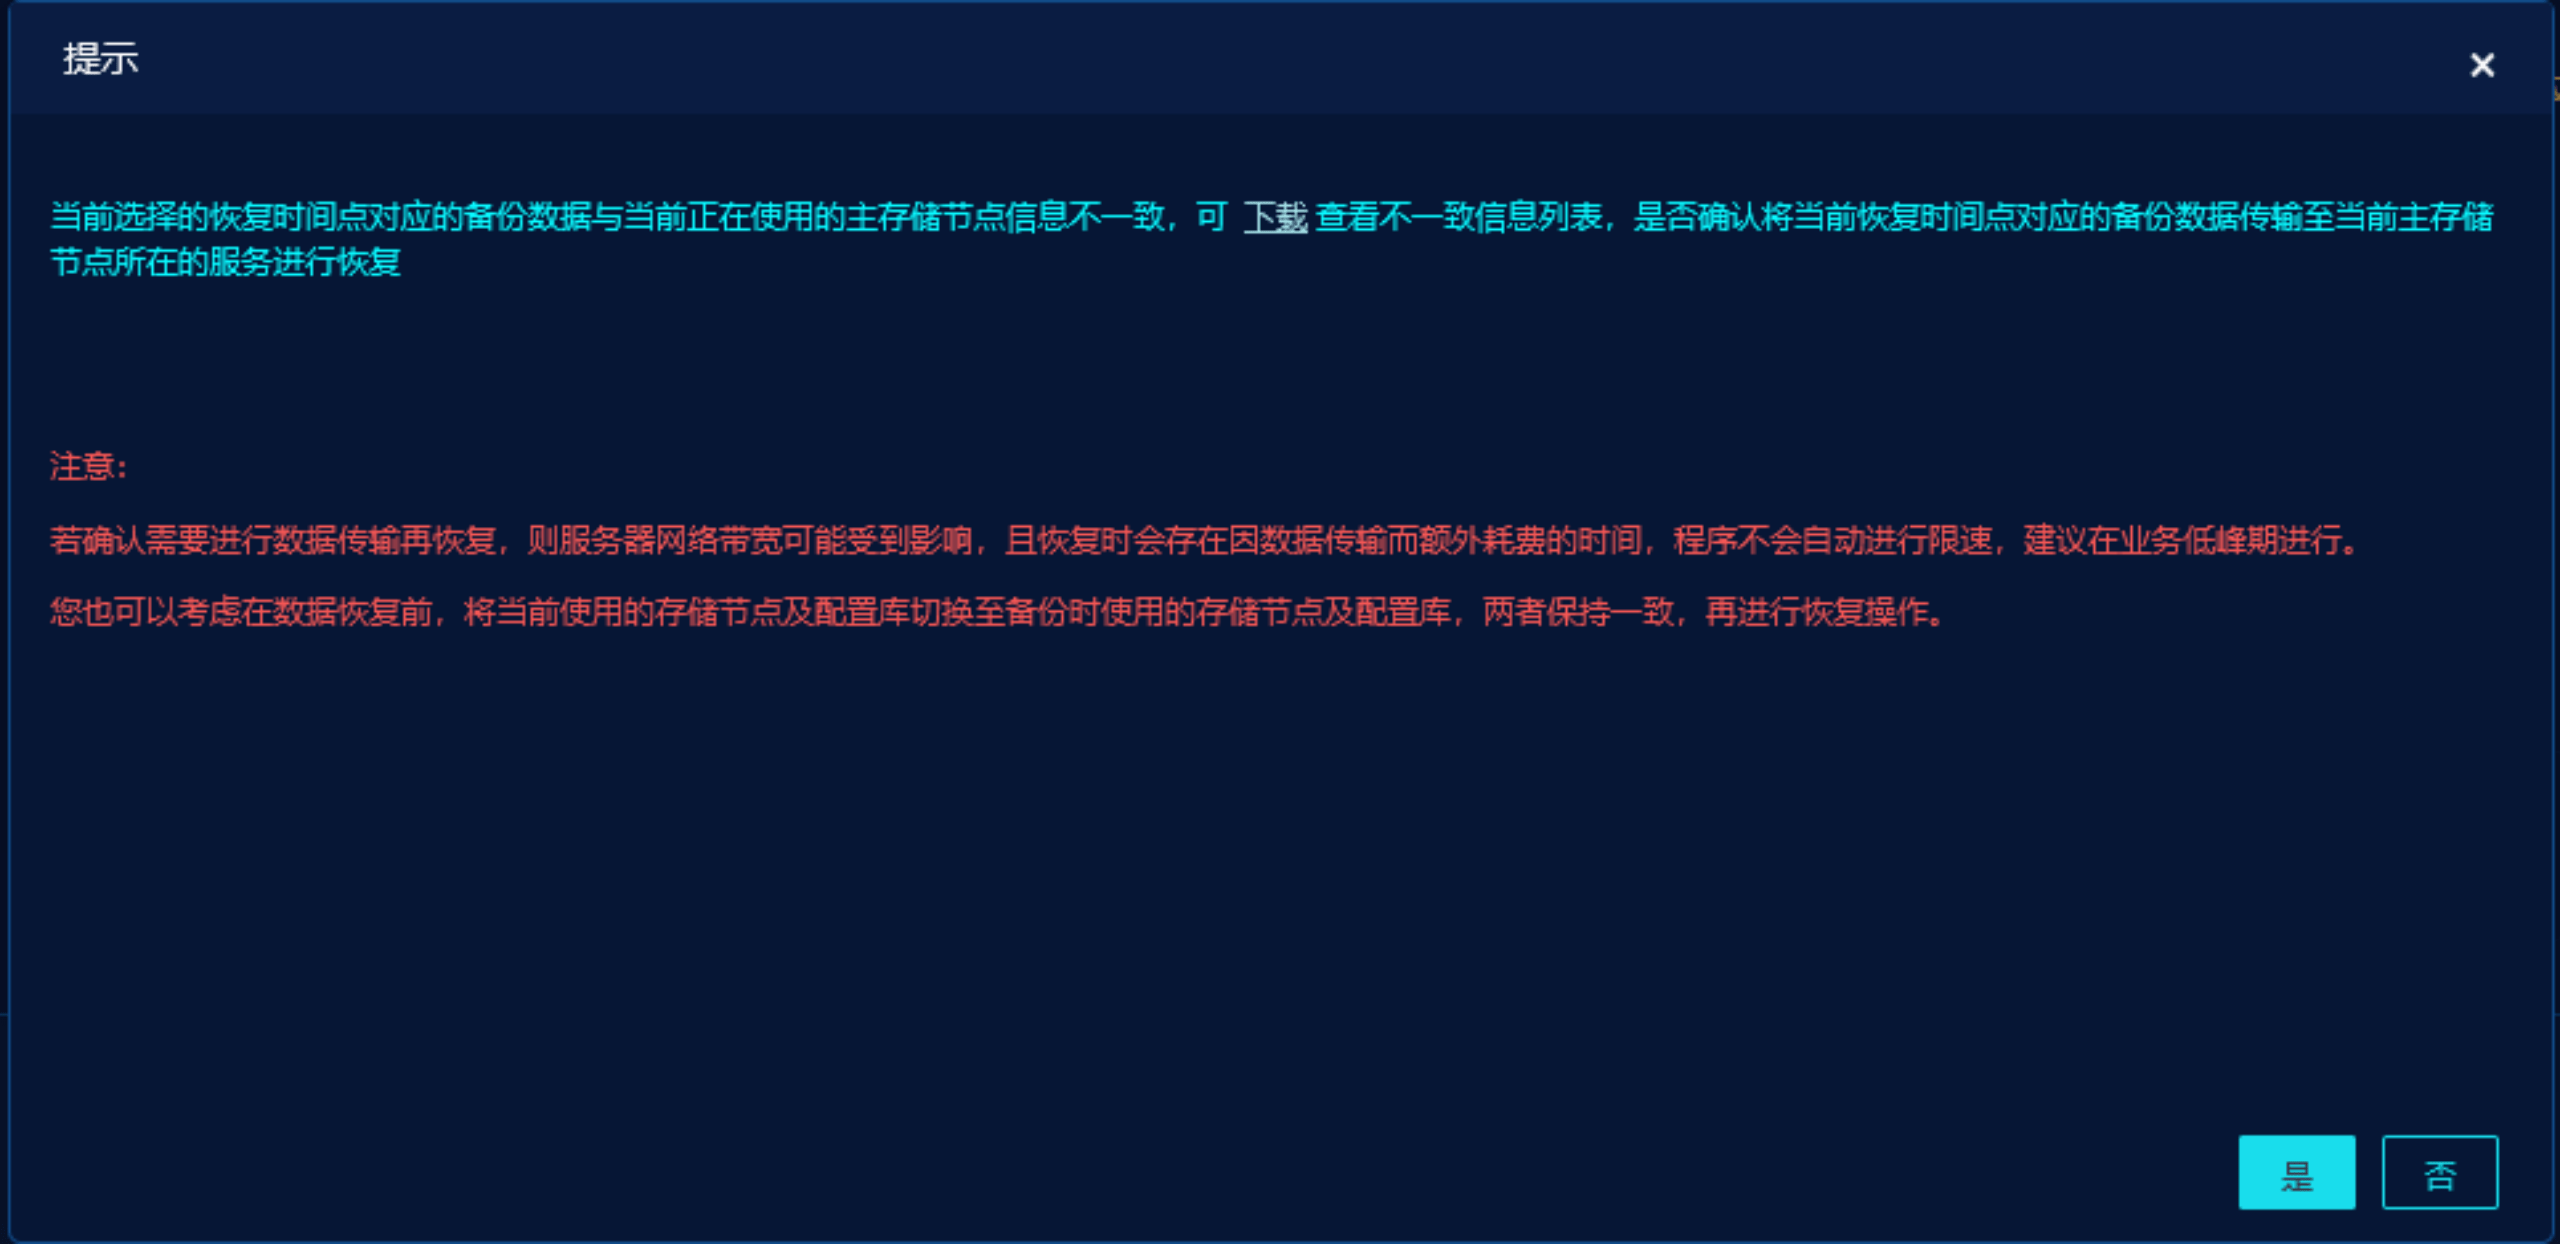 提示
当前选择的恢复时间点对应的备份数据与当前正在使用的主存储节点信息不一致，可 下载 查看不一致信息列表，是否确认将当前恢复时间点对应的备份数据传输至当前主存储
节点所在的服务进行恢复
注意：
若确认需要进行数据传输再恢复，则服务器网络带宽可能受到影响，且恢复时会存在因数据传输而额外耗费的时间，程序不会自动进行限速，建议在业务低峰期进行。
您也可以考虑在数据恢复前，将当前使用的存储节点及配置库切换至备份时使用的存储节点及配置库，两者保持一致，再进行恢复操作。
是 否